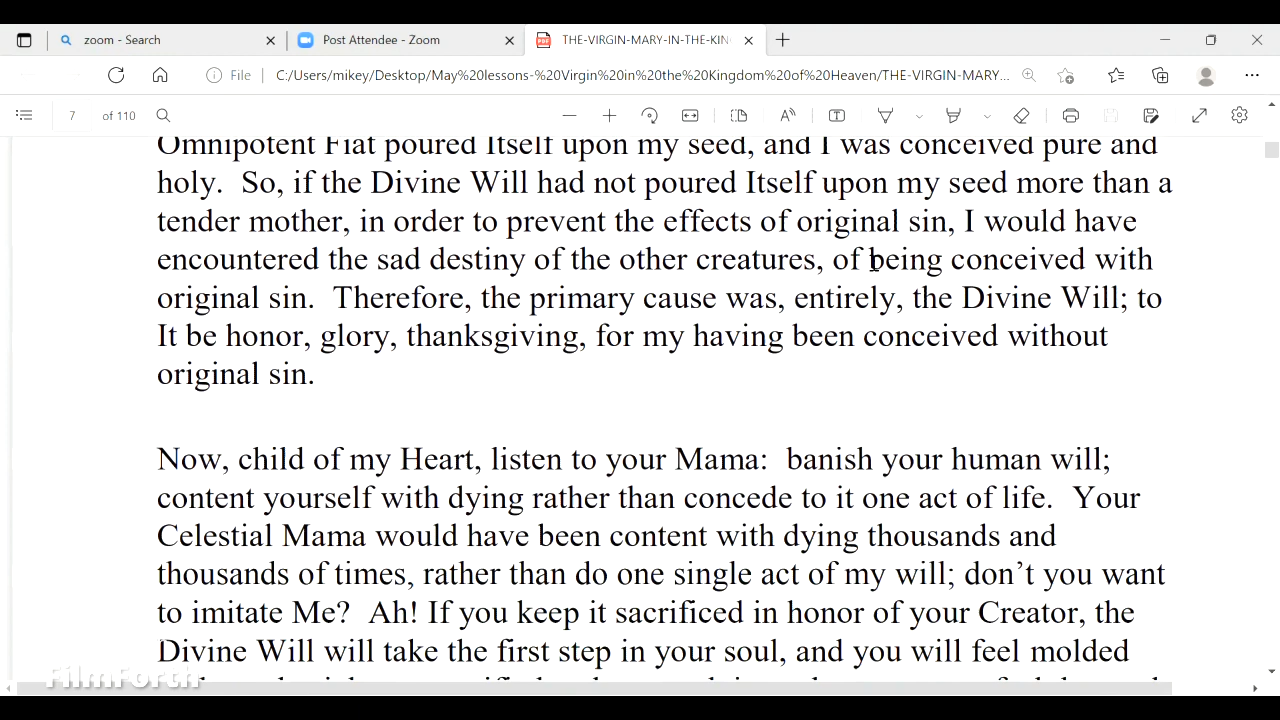 zoom - Search
Post Attendee - Zoom
THE-VIRGIN-MARY-IN-THE-KIN
File
C:/Users/mikey/Desktop/May%20lessons-%20Virgin%20in%20the%20Kingdom%20of%20Heaven/THE-VIRGIN-MARY...
7 of 110
Omnipotent Fiat poured Itself upon my seed, and I was conceived pure and
holy. So, if the Divine Will had not poured Itself upon my seed more than a
tender mother, in order to prevent the effects of original sin, I would have
encountered the sad destiny of the other creatures, of being conceived with
original sin. Therefore, the primary cause was, entirely, the Divine Will; to
It be honor, glory, thanksgiving, for my having been conceived without
original sin.
Now, child of my Heart, listen to your Mama: banish your human will;
content yourself with dying rather than concede to it one act of life. Your
Celestial Mama would have been content with dying thousands and
thousands of times, rather than do one single act of my will; don’t you want
to imitate Me? Ah! If you keep it sacrificed in honor of your Creator, the
Divine Will will take the first step in your soul, and you will feel molded
FilmForth